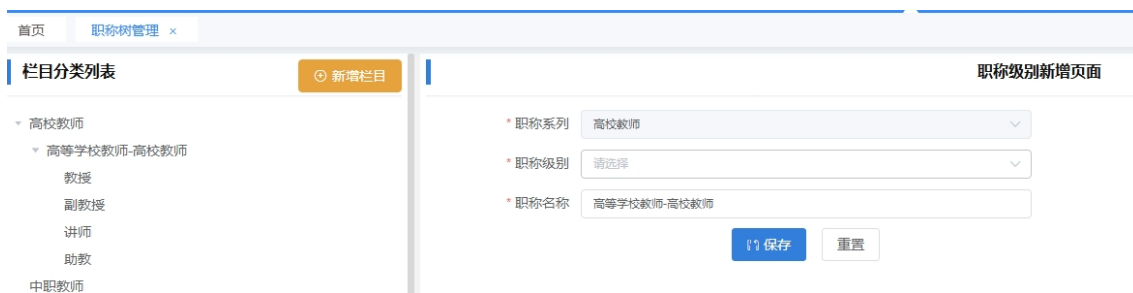 首页
职称树管理 ×
栏目分类列表
新增栏目
高校教师
高等学校教师-高校教师
教授
副教授
讲师
助教
中职教师
职称级别新增页面
* 职称系列 高校教师
* 职称级别 请选择
* 职称名称 高等学校教师-高校教师
保存 重置